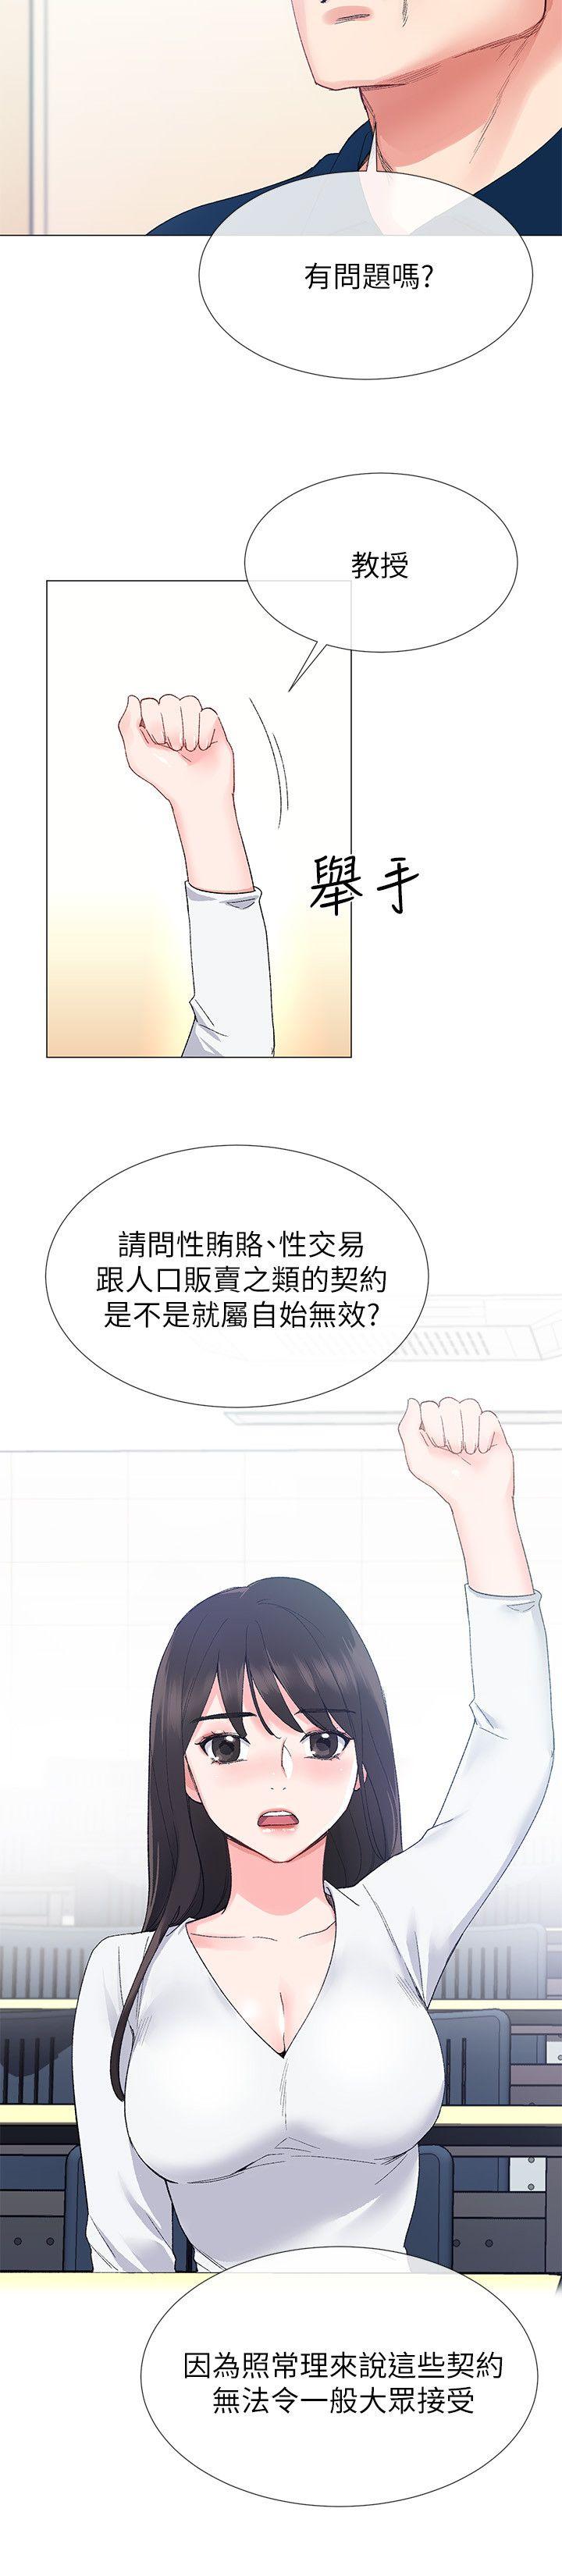 有問題嗎?
教授
舉手
請問性賄賂、性交易
跟人口販賣之類的契約
是不是就屬自始無效?
因為照常理來說這些契約
無法令一般大眾接受